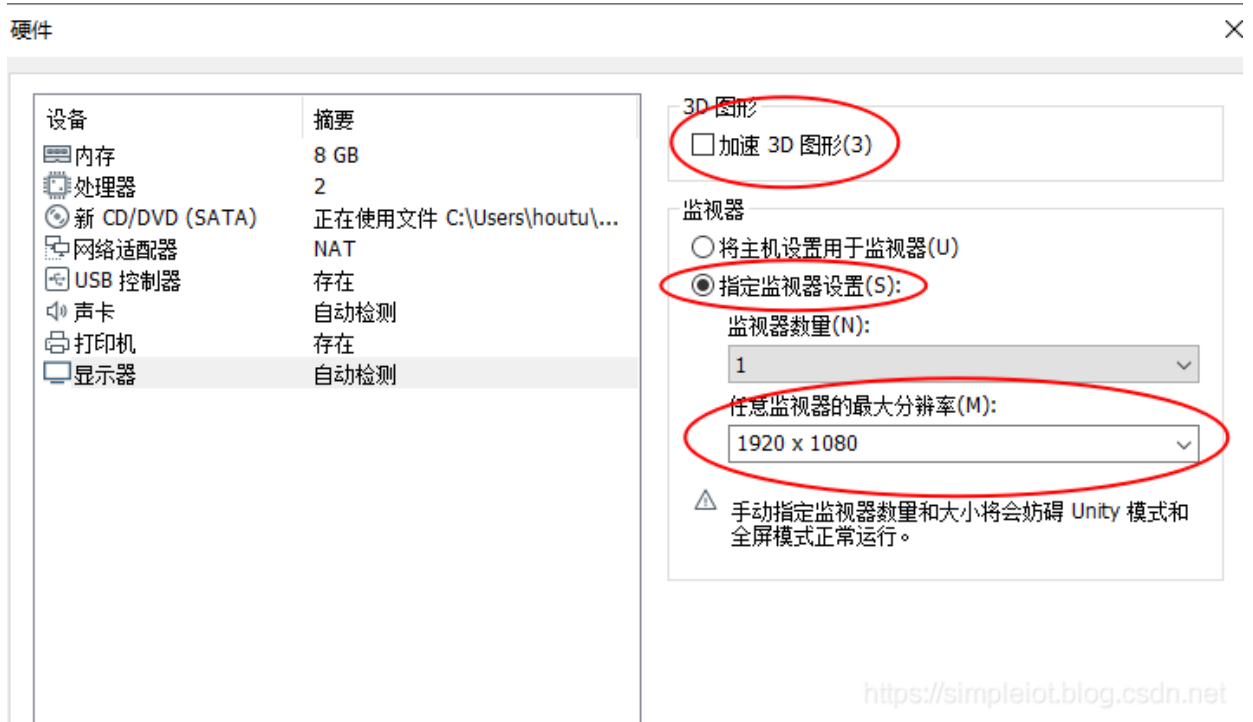 硬件
设备 摘要
内存 8 GB
处理器 2
新 CD/DVD (SATA) 正在使用文件 C:\Users\houtu\...
网络适配器 NAT
USB 控制器 存在
声卡 自动检测
打印机 存在
显示器 自动检测
3D 图形
加速 3D 图形(3)
监视器
将主机设置用于监视器(U)
指定监视器设置(S):
监视器数量(N):
1
任意监视器的最大分辨率(M):
1920 x 1080
手动指定监视器数量和大小将会妨碍 Unity 模式和
全屏模式正常运行。
https://simpleiot.blog.csdn.net